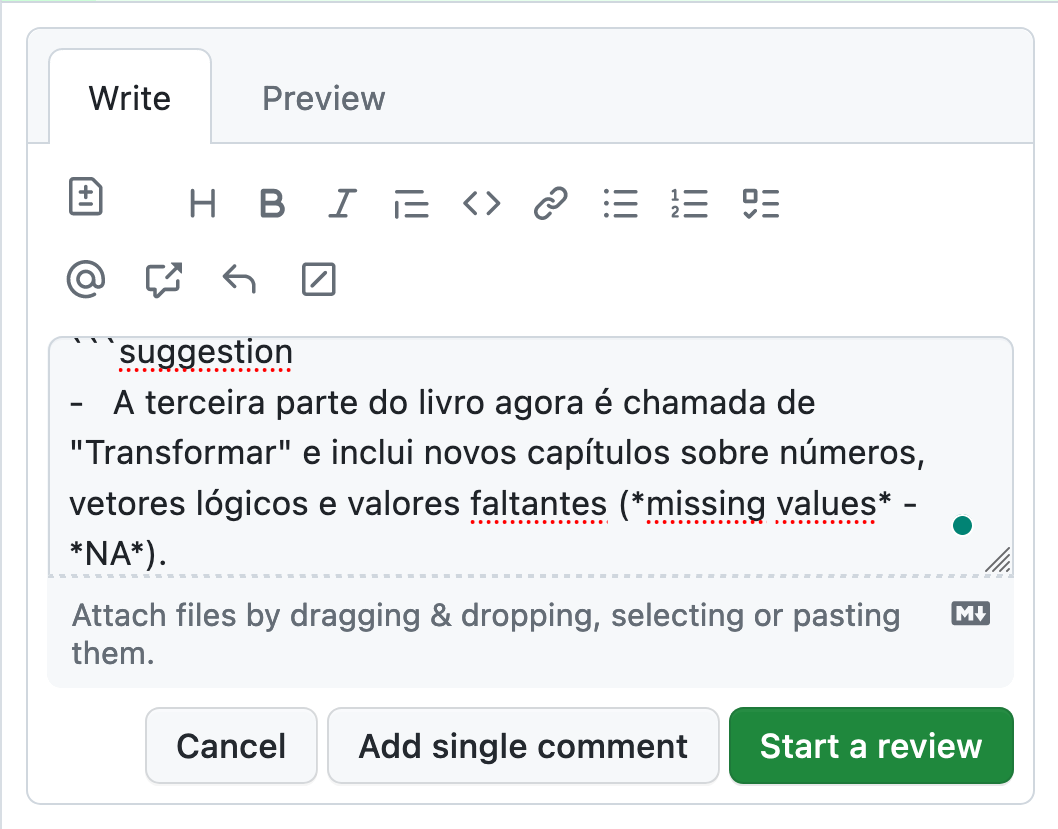 Write
Preview
H B I <>
@
```suggestion
-   A terceira parte do livro agora é chamada de
"Transformar" e inclui novos capítulos sobre números,
vetores lógicos e valores faltantes (*missing values* -
*NA*).
Attach files by dragging & dropping, selecting or pasting
them.
M
Cancel
Add single comment
Start a review